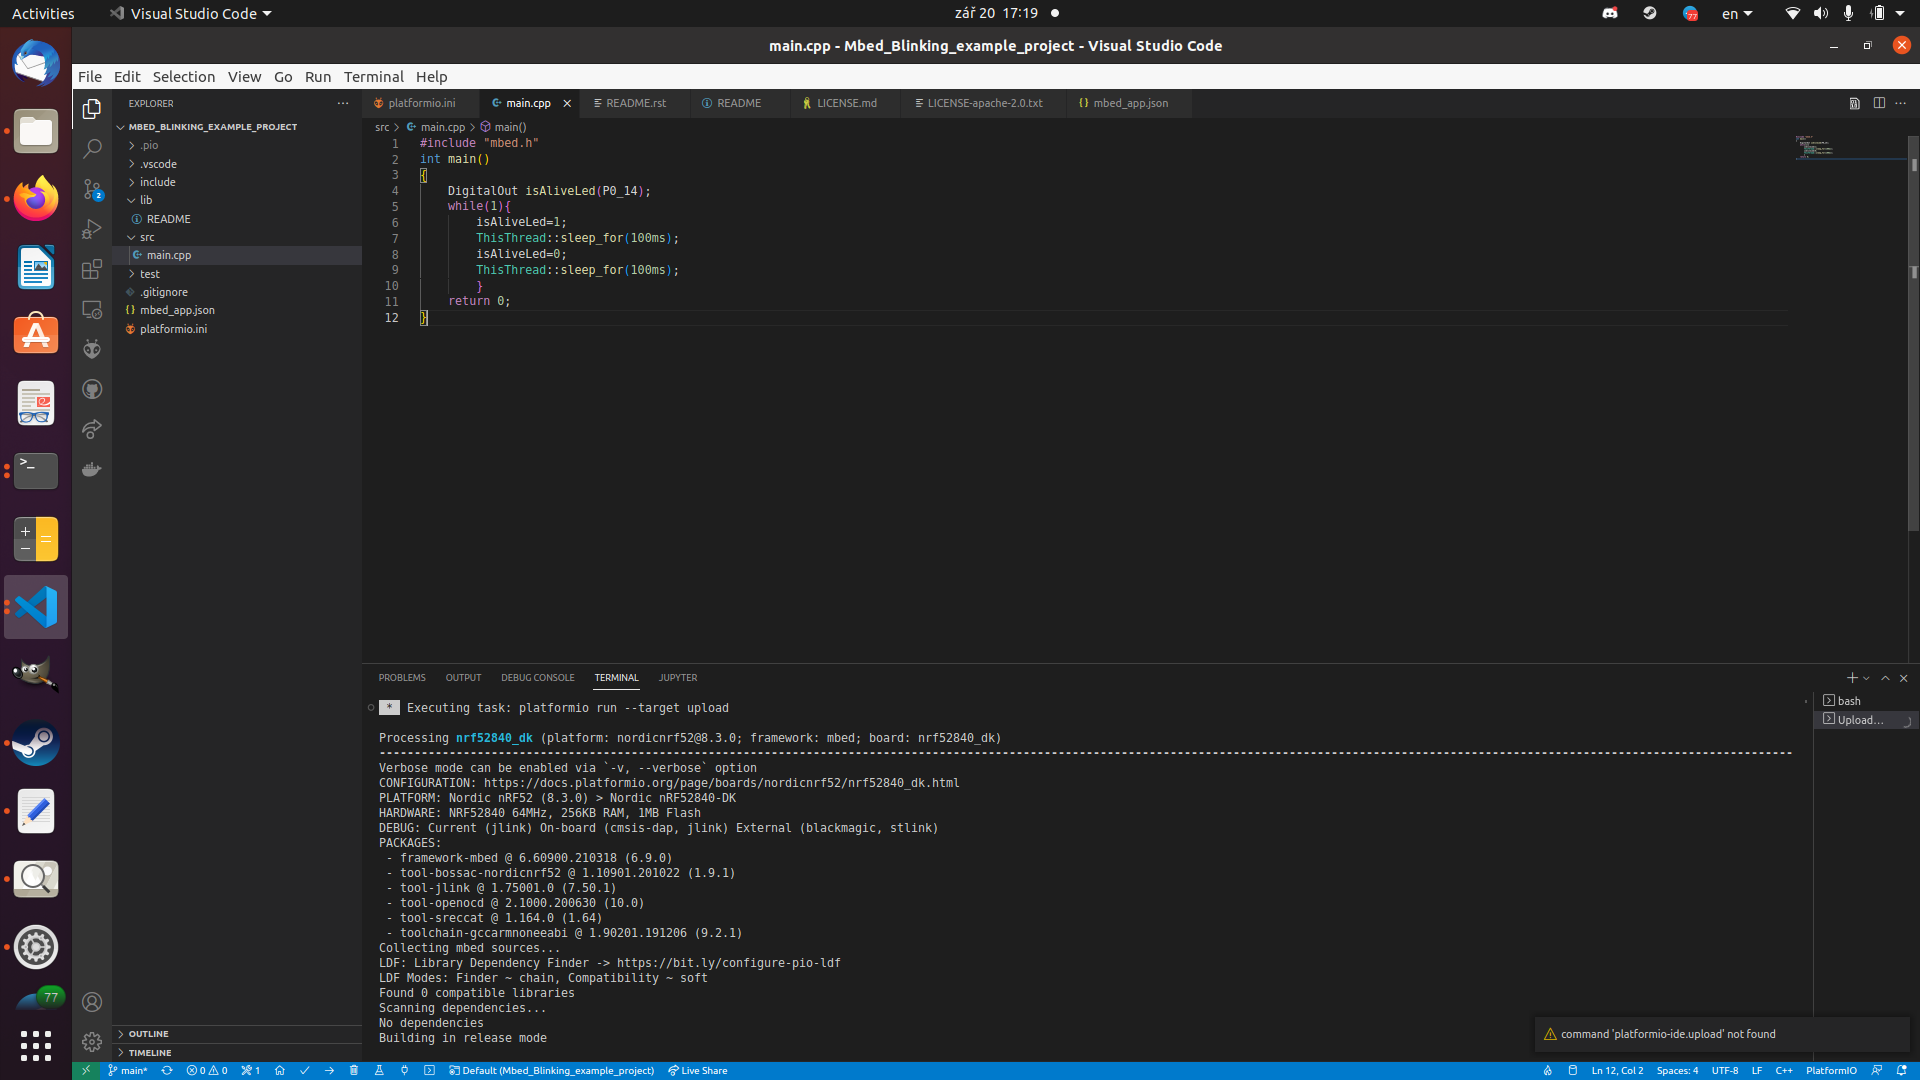 Activities
Visual Studio Code
zář 20 17:19
en
main.cpp - Mbed_Blinking_example_project - Visual Studio Code
File Edit Selection View Go Run Terminal Help
EXPLORER
MBED_BLINKING_EXAMPLE_PROJECT
.pio
.vscode
include
lib
README
src
main.cpp
test
.gitignore
mbed_app.json
platformio.ini
OUTLINE
TIMELINE
platformio.ini main.cpp README.rst README LICENSE.md LICENSE-apache-2.0.txt mbed_app.json
src > main.cpp > main()
1 #include "mbed.h"
2 int main()
3 {
4 DigitalOut isAliveLed(P0_14);
5 while(1){
6 isAliveLed=1;
7 ThisThread::sleep_for(100ms);
8 isAliveLed=0;
9 ThisThread::sleep_for(100ms);
10 }
11 return 0;
12 }
PROBLEMS OUTPUT DEBUG CONSOLE TERMINAL JUPYTER
* Executing task: platformio run --target upload
Processing nrf52840_dk (platform: nordicnrf52@8.3.0; framework: mbed; board: nrf52840_dk)
Verbose mode can be enabled via `-v, --verbose` option
CONFIGURATION: https://docs.platformio.org/page/boards/nordicnrf52/nrf52840_dk.html
PLATFORM: Nordic nRF52 (8.3.0) > Nordic nRF52840-DK
HARDWARE: NRF52840 64MHz, 256KB RAM, 1MB Flash
DEBUG: Current (jlink) On-board (cmsis-dap, jlink) External (blackmagic, stlink)
PACKAGES:
- framework-mbed @ 6.60900.210318 (6.9.0)
- tool-bossac-nordicnrf52 @ 1.10901.201022 (1.9.1)
- tool-jlink @ 1.75001.0 (7.50.1)
- tool-openocd @ 2.1000.200630 (10.0)
- tool-sreccat @ 1.164.0 (1.64)
- toolchain-gccarmnoneeabi @ 1.90201.191206 (9.2.1)
Collecting mbed sources...
LDF: Library Dependency Finder -> https://bit.ly/configure-pio-ldf
LDF Modes: Finder ~ chain, Compatibility ~ soft
Found 0 compatible libraries
Scanning dependencies...
No dependencies
Building in release mode
bash
Upload...
command 'platformio-ide.upload' not found
77
2
77
main* 0 0 1 Default (Mbed_Blinking_example_project) Live Share
Ln 12, Col 2 Spaces: 4 UTF-8 LF C++ PlatformIO